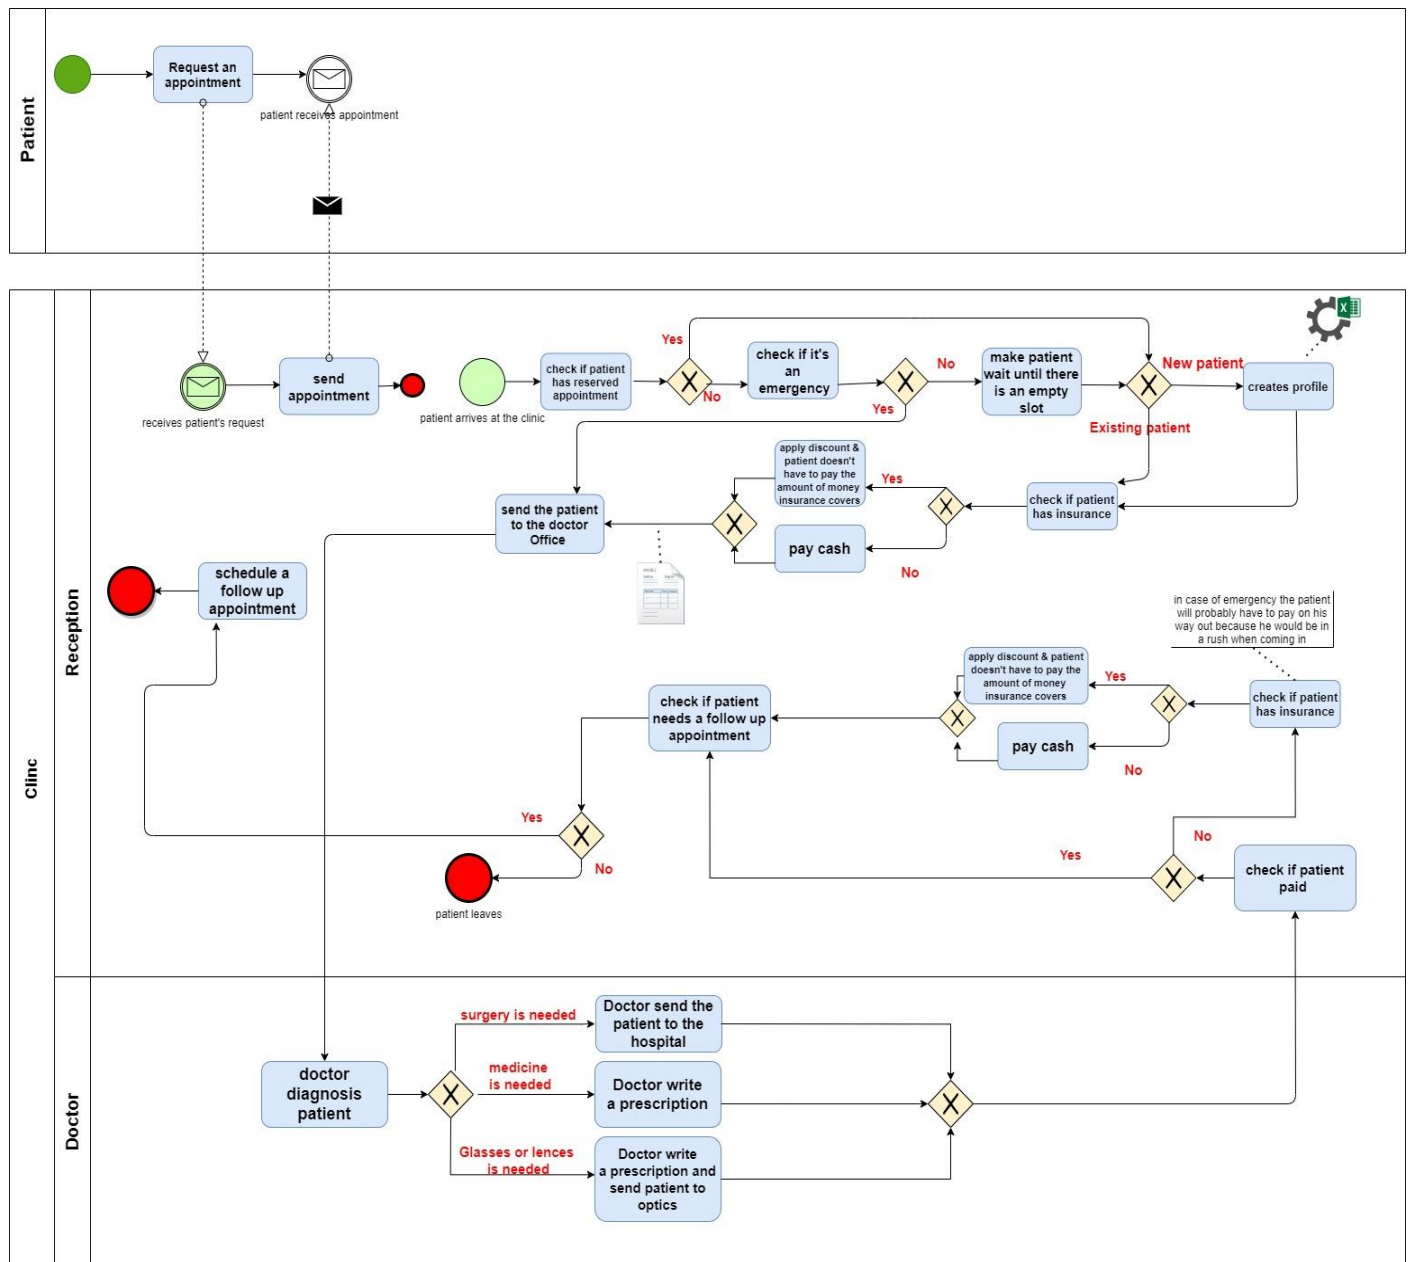 Patient
Request an
appointment
patient receives appointment
Clinc
Reception
receives patient's request
send
appointment
patient arrives at the clinic
check if patient
has reserved
appointment
Yes
No
check if it's
an
emergency
No
Yes
make patient
wait until there
is an empty
slot
New patient
Existing patient
creates profile
check if patient
has insurance
Yes
No
apply discount &
patient doesn't
have to pay the
amount of money
insurance covers
pay cash
send the patient
to the doctor
Office
schedule a
follow up
appointment
in case of emergency the patient
will probably have to pay on his
way out because he would be in
a rush when coming in
check if patient
has insurance
Yes
No
apply discount & patient
doesn't have to pay the
amount of money
insurance covers
pay cash
check if patient
needs a follow up
appointment
Yes
No
patient leaves
Yes
No
check if patient
paid
Doctor
doctor
diagnosis
patient
surgery is needed
medicine
is needed
Glasses or lences
is needed
Doctor send the
patient to the
hospital
Doctor write
a prescription
Doctor write
a prescription and
send patient to
optics